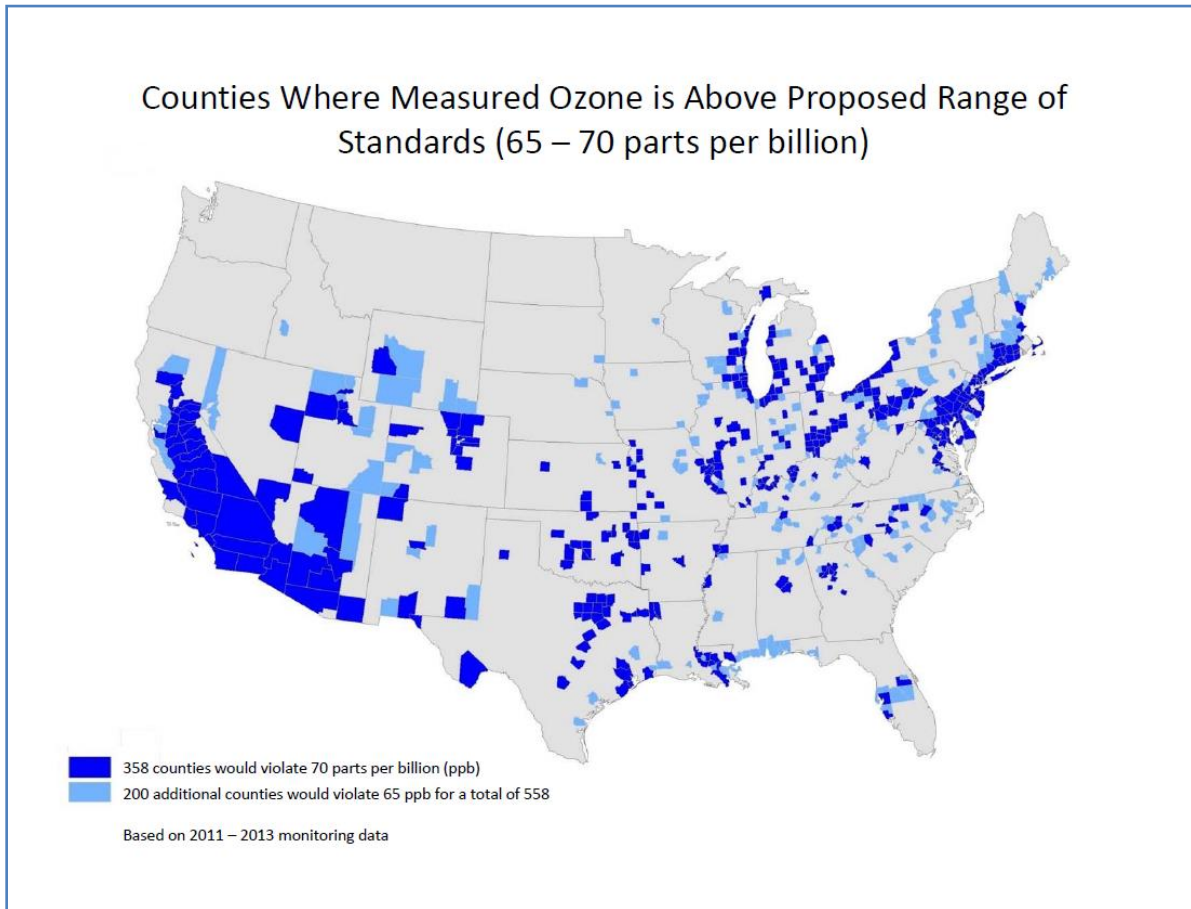 Counties Where Measured Ozone is Above Proposed Range of
Standards (65 – 70 parts per billion)
358 counties would violate 70 parts per billion (ppb)
200 additional counties would violate 65 ppb for a total of 558
Based on 2011 – 2013 monitoring data